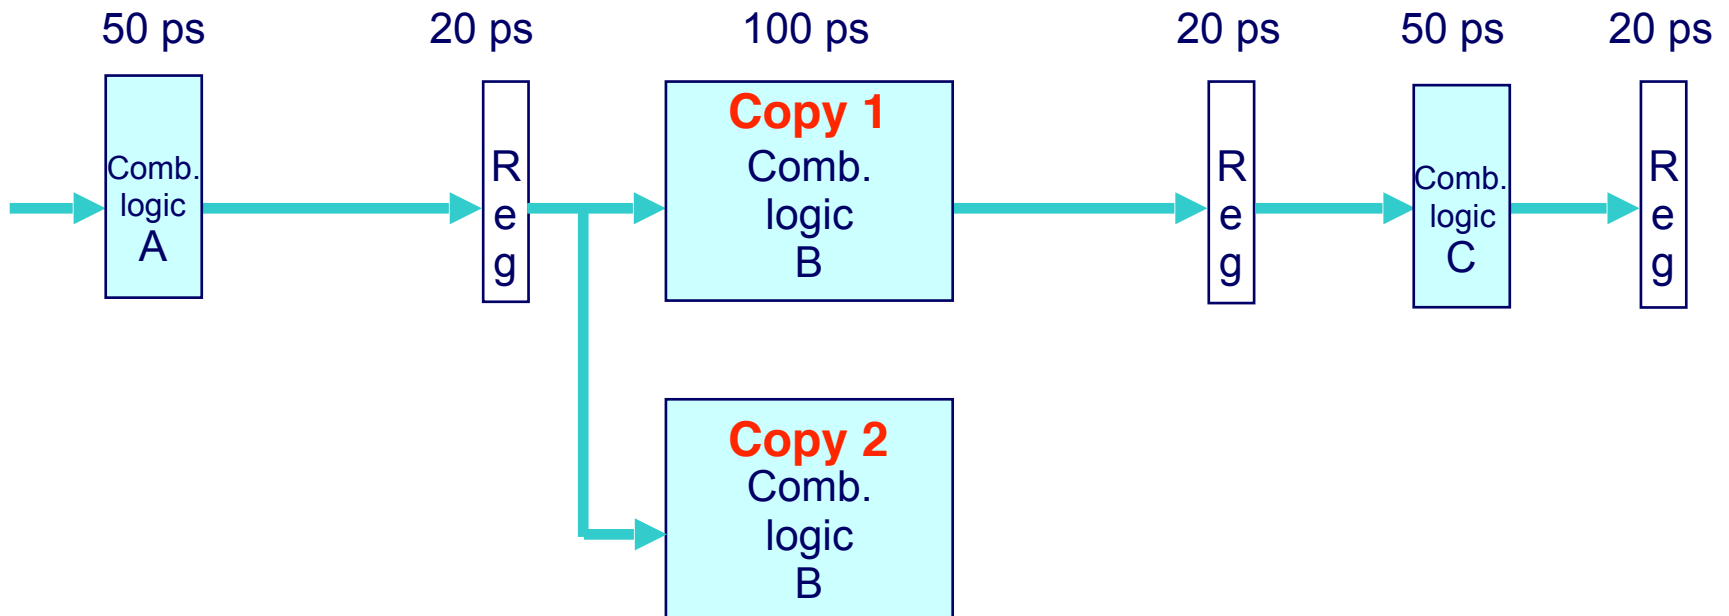 50 ps
20 ps
100 ps
20 ps
50 ps
20 ps
Comb.
logic
A
R
e
g
Copy 1
Comb.
logic
B
R
e
g
Comb.
logic
C
R
e
g
Copy 2
Comb.
logic
B